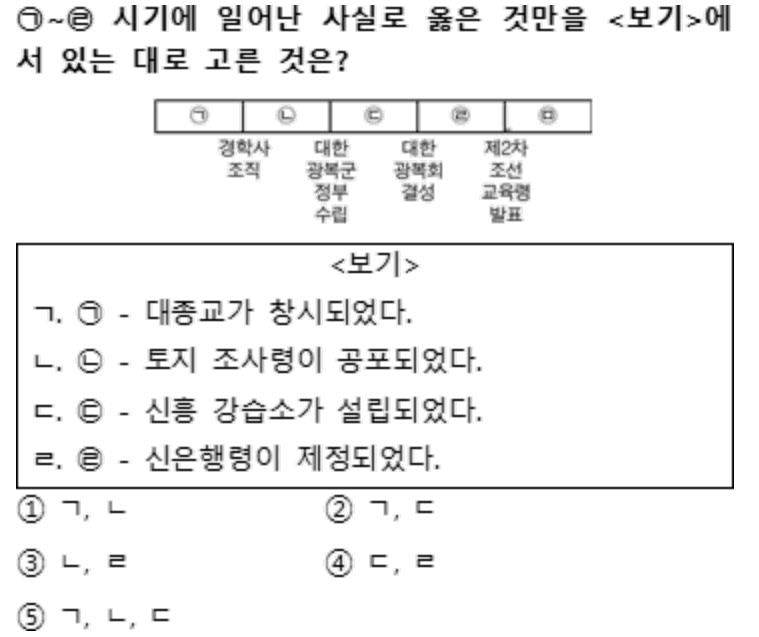 ㉠~㉣ 시기에 일어난 사실로 옳은 것만을 <보기>에
서 있는 대로 고른 것은?
㉠ ㉡ ㉢ ㉣ ㉤
경학사 대한 대한 제2차
조직 광복군 광복회 조선
정부 결성 교육령
수립 발표
<보기>
ㄱ. ㉠ - 대종교가 창시되었다.
ㄴ. ㉡ - 토지 조사령이 공포되었다.
ㄷ. ㉢ - 신흥 강습소가 설립되었다.
ㄹ. ㉣ - 신은행령이 제정되었다.
① ㄱ, ㄴ ② ㄱ, ㄷ
③ ㄴ, ㄹ ④ ㄷ, ㄹ
⑤ ㄱ, ㄴ, ㄷ